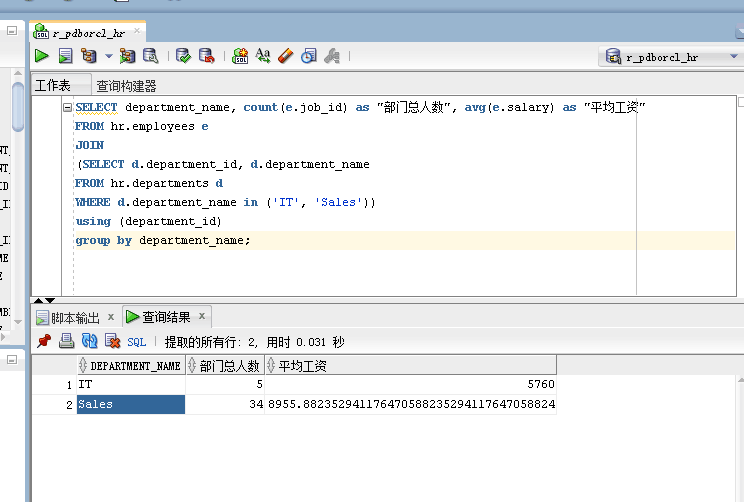 r_pdborcl_hr
r_pdborcl_hr
工作表 查询构建器
SELECT department_name, count(e.job_id) as "部门总人数", avg(e.salary) as "平均工资"
FROM hr.employees e
JOIN
(SELECT d.department_id, d.department_name
FROM hr.departments d
WHERE d.department_name in ('IT', 'Sales'))
using (department_id)
group by department_name;
脚本输出 x 查询结果 x
SQL | 提取的所有行: 2, 用时 0.031 秒
DEPARTMENT_NAME 部门总人数 平均工资
1 IT 5 5760
2 Sales 34 8955.88235294117647058823529411764705882​4